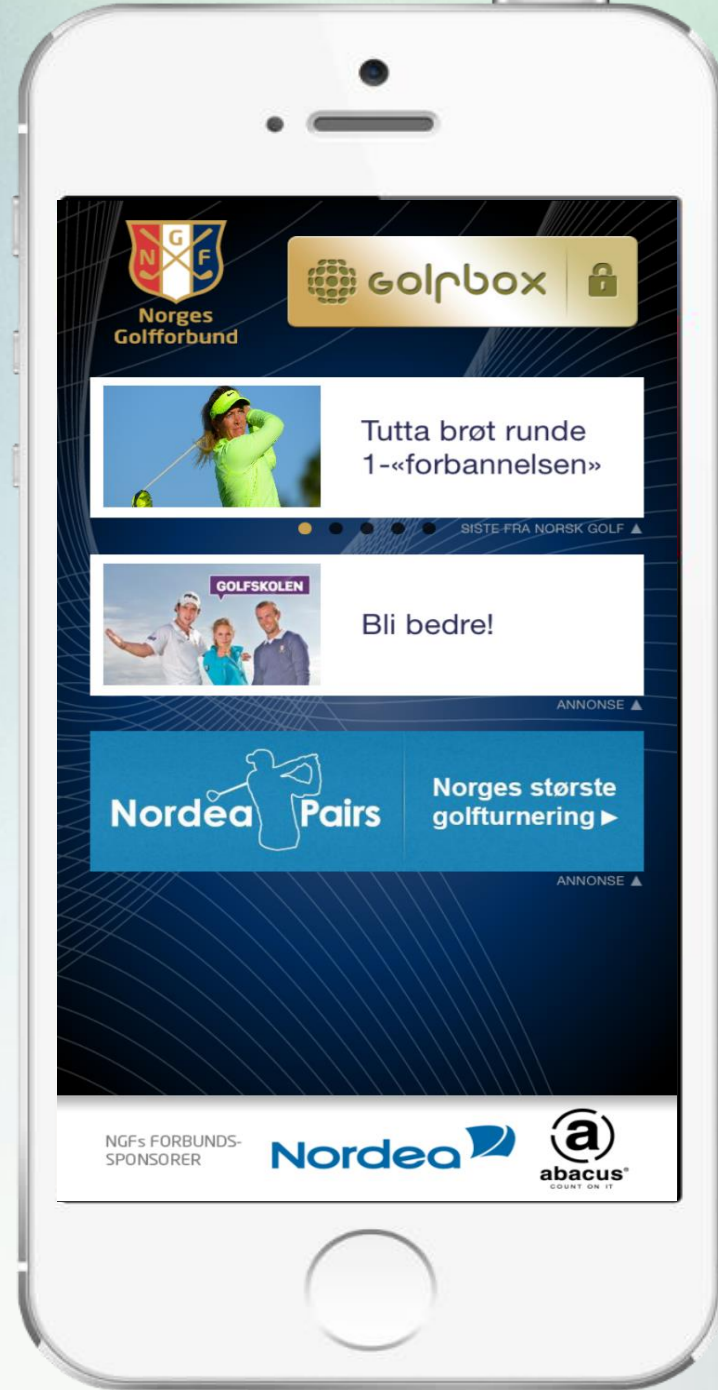 N G F
Norges
Golfforbund
GOLFBOX
Tutta brøt runde
1-«forbannelsen»
SISTE FRA NORSK GOLF ▲
GOLFSKOLEN
Bli bedre!
ANNONSE ▲
Nordea Pairs
Norges største
golfturnering ►
ANNONSE ▲
NGFs FORBUNDS-
SPONSORER
Nordea
a
abacus®
COUNT ON IT